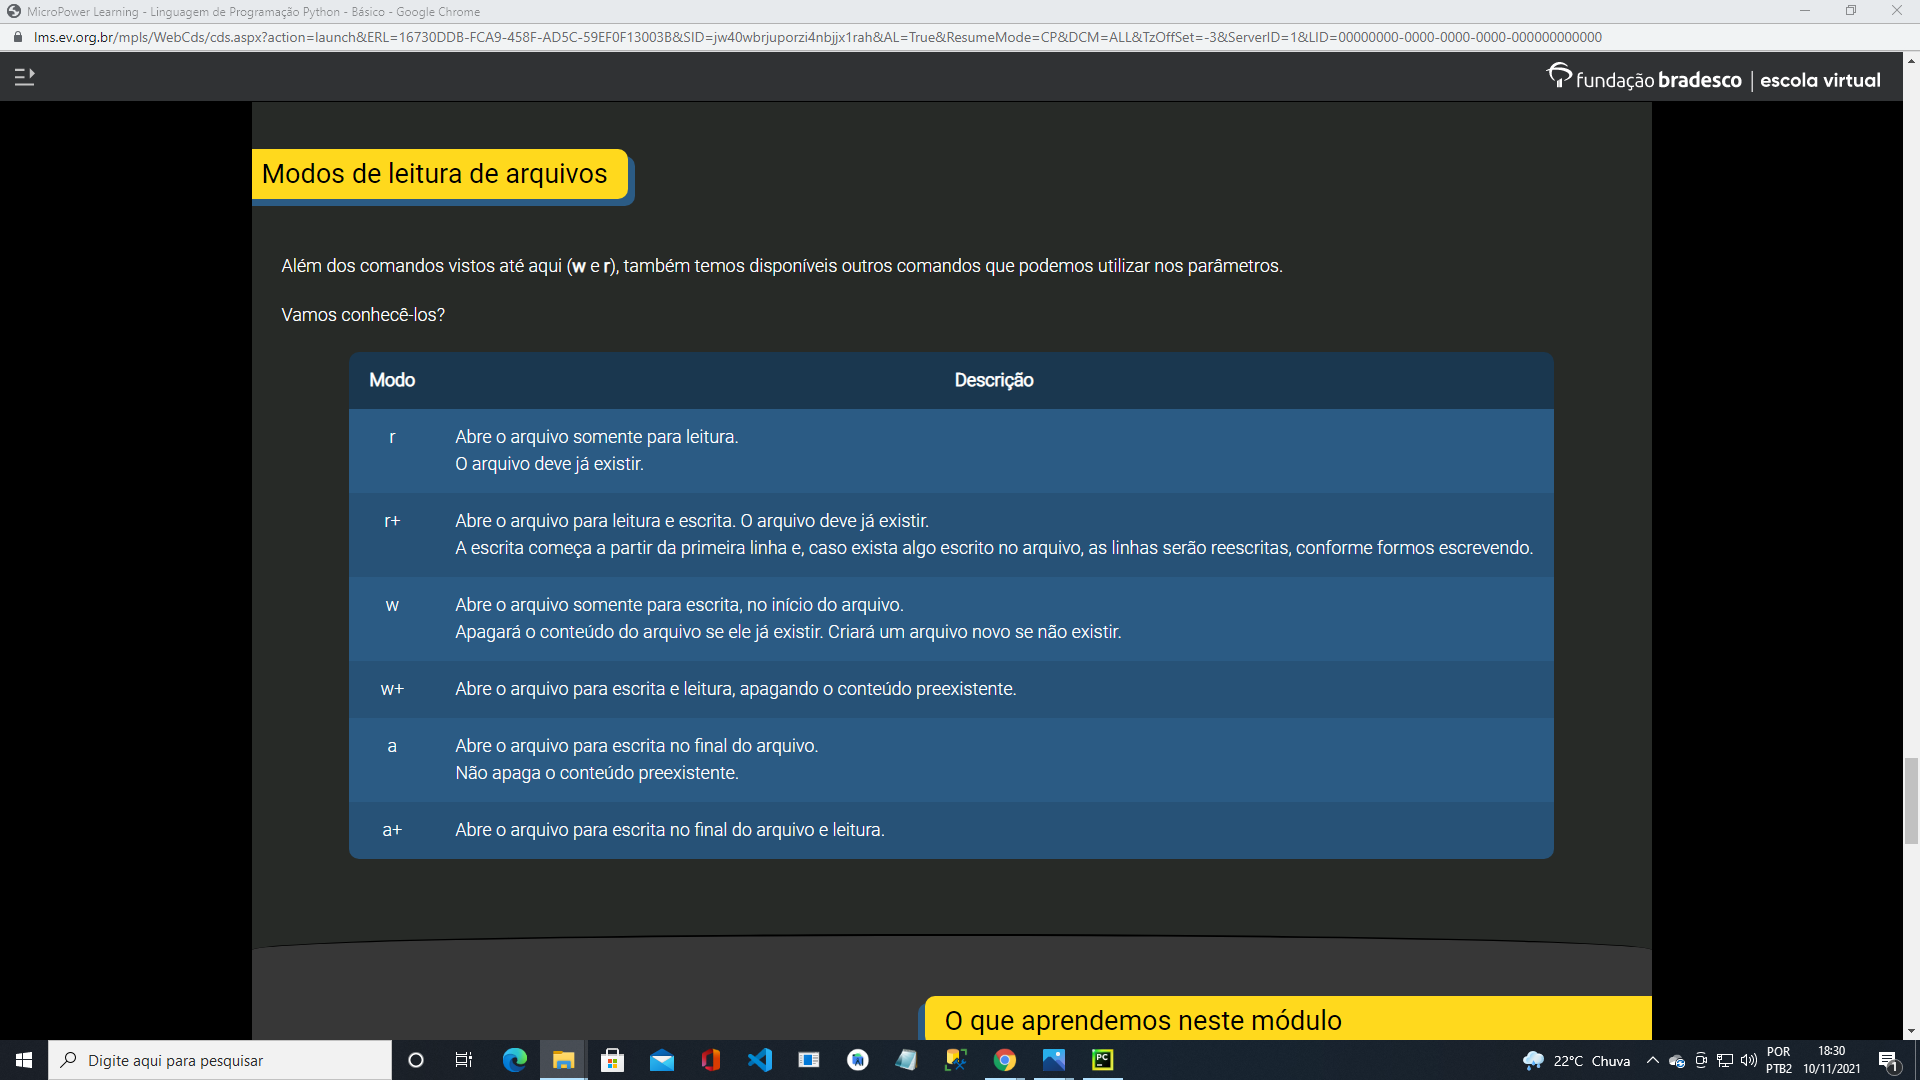 MicroPower Learning - Linguagem de Programação Python - Básico - Google Chrome
lms.ev.org.br/mpls/WebCds/cds.aspx?action=launch&ERL=16730DDB-FCA9-458F-AD5C-59EF0F13003B&SID=jw40wbrjuporzi4nbjjx1rah&AL=True&ResumeMode=CP&DCM=ALL&TzOffSet=-3&ServerID=1&LID=00000000-0000-0000-0000-000000000000
fundação bradesco | escola virtual
Modos de leitura de arquivos
Além dos comandos vistos até aqui (w e r), também temos disponíveis outros comandos que podemos utilizar nos parâmetros.
Vamos conhecê-los?
Modo Descrição
r Abre o arquivo somente para leitura.
O arquivo deve já existir.
r+ Abre o arquivo para leitura e escrita. O arquivo deve já existir.
A escrita começa a partir da primeira linha e, caso exista algo escrito no arquivo, as linhas serão reescritas, conforme formos escrevendo.
w Abre o arquivo somente para escrita, no início do arquivo.
Apagará o conteúdo do arquivo se ele já existir. Criará um arquivo novo se não existir.
w+ Abre o arquivo para escrita e leitura, apagando o conteúdo preexistente.
a Abre o arquivo para escrita no final do arquivo.
Não apaga o conteúdo preexistente.
a+ Abre o arquivo para escrita no final do arquivo e leitura.
O que aprendemos neste módulo
Digite aqui para pesquisar
PC
22°C Chuva
POR
PTB2
18:30
10/11/2021
1